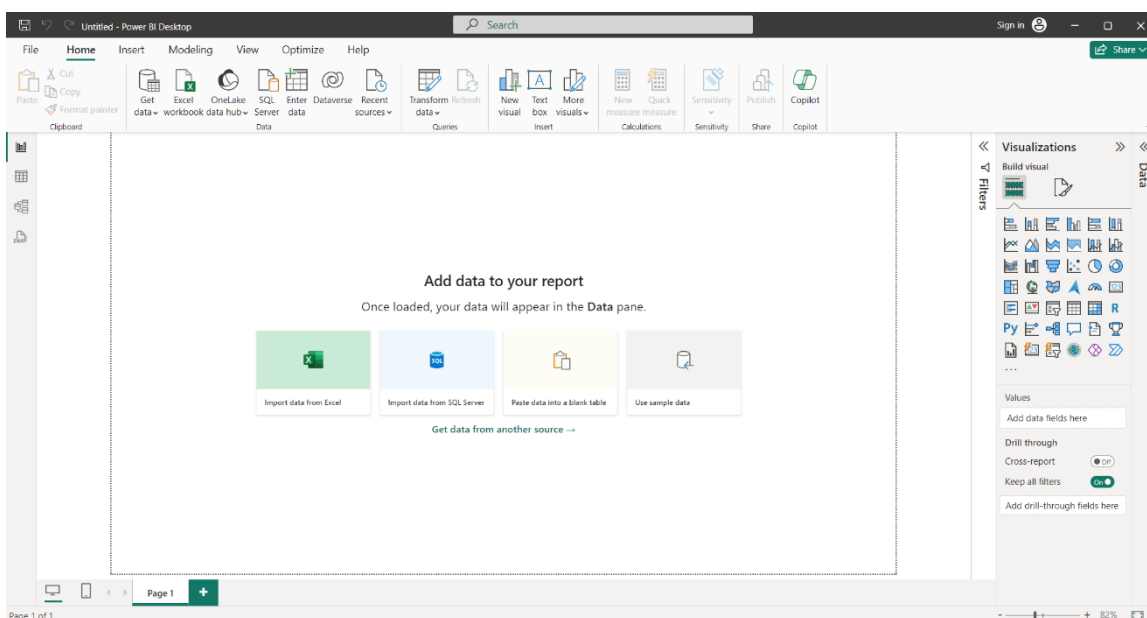 Untitled - Power BI Desktop
Search
Sign in
File Home Insert Modeling View Optimize Help
Share
Paste
Cut
Copy
Format painter
Clipboard
Get data
Excel workbook
OneLake data hub
SQL Server
Enter data
Dataverse
Recent sources
Data
Transform data
Refresh
Queries
New visual
Text box
More visuals
Insert
New measure
Quick measure
Calculations
Sensitivity
Sensitivity
Publish
Share
Copilot
Copilot
Filters
Visualizations
Data
Build visual
123
R
Py
Add data to your report
Once loaded, your data will appear in the Data pane.
SQL
Import data from Excel
Import data from SQL Server
Paste data into a blank table
Use sample data
Get data from another source →
...
Values
Add data fields here
Drill through
Cross-report
Off
Keep all filters
On
Add drill-through fields here
Page 1
Page 1 of 1
82%